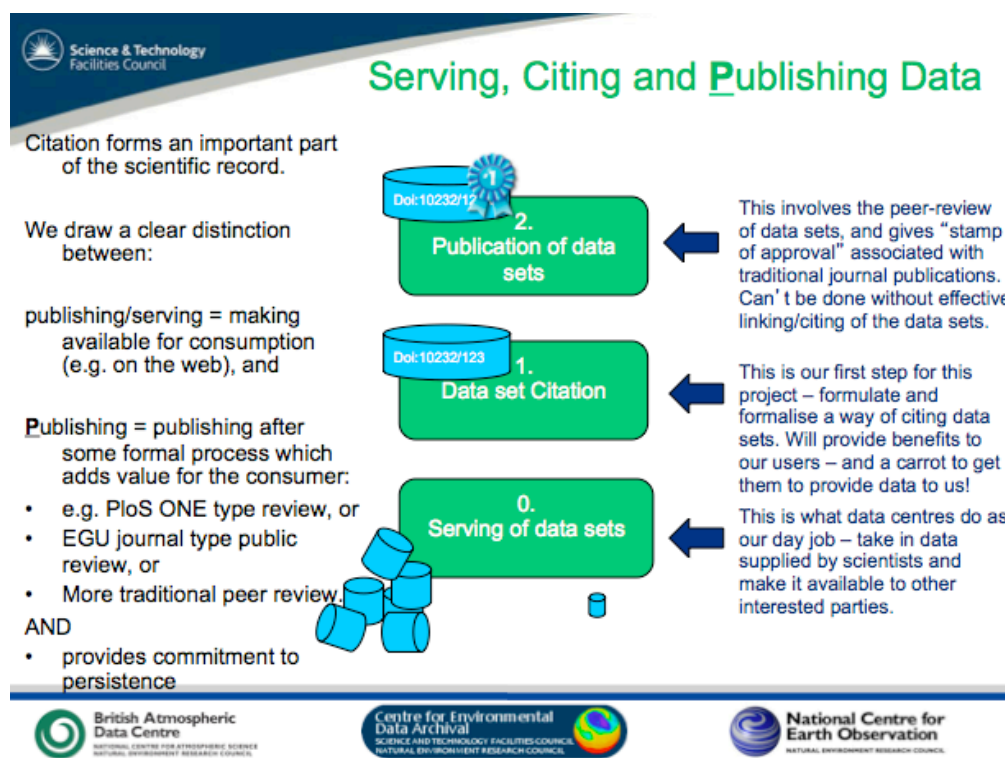 Science & Technology
Facilities Council
Serving, Citing and Publishing Data
Citation forms an important part
of the scientific record.
We draw a clear distinction
between:
publishing/serving = making
available for consumption
(e.g. on the web), and
Publishing = publishing after
some formal process which
adds value for the consumer:
• e.g. PloS ONE type review, or
• EGU journal type public
review, or
• More traditional peer review.
AND
• provides commitment to
persistence
Doi:10232/12
1
2.
Publication of data
sets
Doi:10232/123
1.
Data set Citation
0.
Serving of data sets
This involves the peer-review
of data sets, and gives “stamp
of approval” associated with
traditional journal publications.
Can’t be done without effective
linking/citing of the data sets.
This is our first step for this
project – formulate and
formalise a way of citing data
sets. Will provide benefits to
our users – and a carrot to get
them to provide data to us!
This is what data centres do as
our day job – take in data
supplied by scientists and
make it available to other
interested parties.
British Atmospheric
Data Centre
NATIONAL CENTRE FOR ATMOSPHERIC SCIENCE
NATURAL ENVIRONMENT RESEARCH COUNCIL
Centre for Environmental
Data Archival
SCIENCE AND TECHNOLOGY FACILITIES COUNCIL
NATURAL ENVIRONMENT RESEARCH COUNCIL
National Centre for
Earth Observation
NATURAL ENVIRONMENT RESEARCH COUNCIL